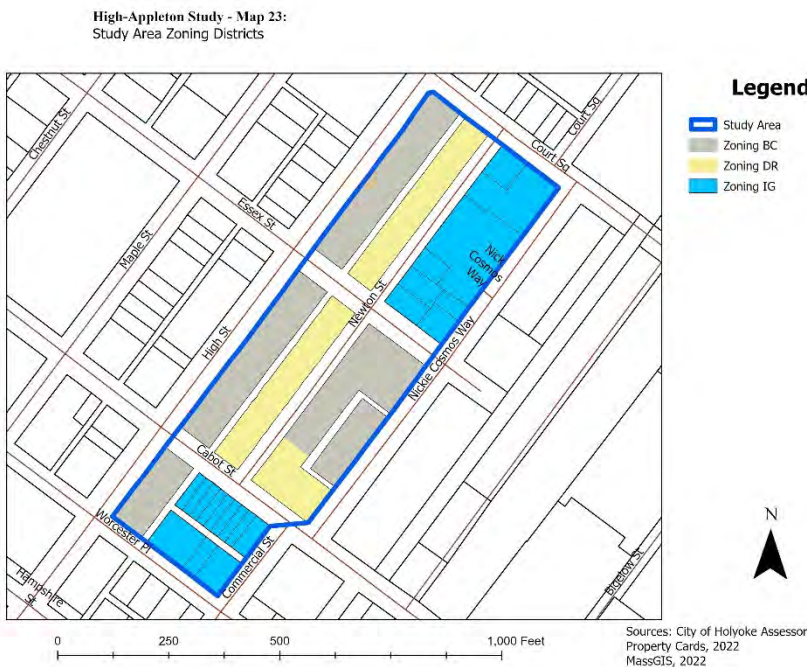 High-Appleton Study - Map 23:
Study Area Zoning Districts
Legend
Study Area
Zoning BC
Zoning DR
Zoning IG
Chestnut St
Court Sq
Court Sq
Essex St
Maple St
Nick
Cosmos
Way
Newton St
High St
Nickie Cosmos Way
Cabot St
Worcester Pl
Commercial St
Hampshire
St
Bigelow St
N
0 250 500 1,000 Feet
Sources: City of Holyoke Assessor
Property Cards, 2022
MassGIS, 2022